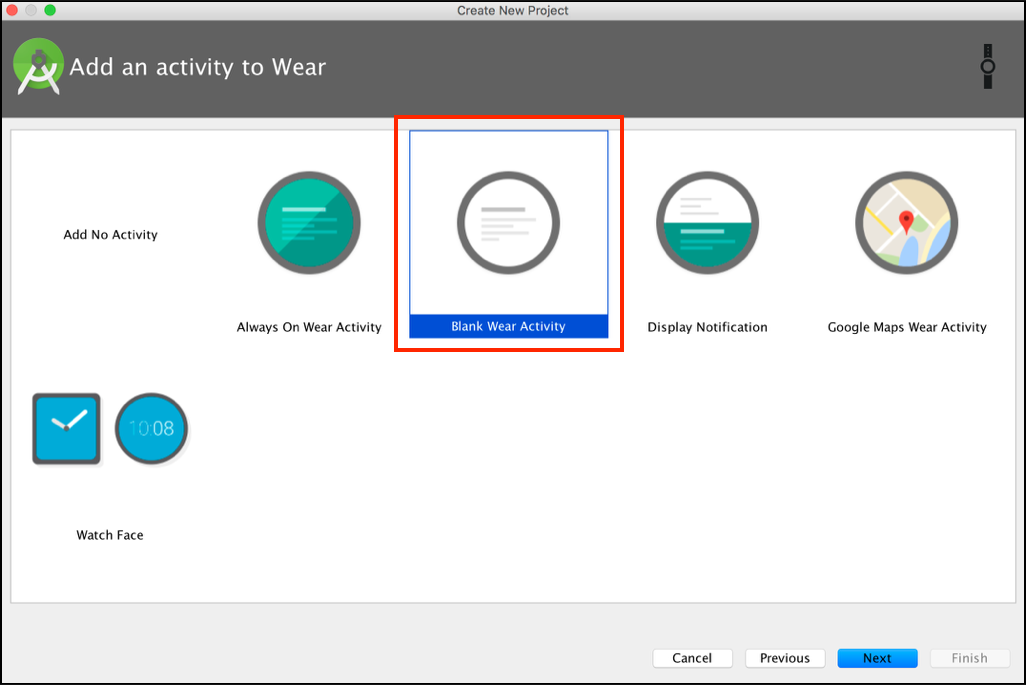 Create New Project
Add an activity to Wear
Add No Activity
Always On Wear Activity
Blank Wear Activity
Display Notification
Google Maps Wear Activity
10:08
Watch Face
Cancel
Previous
Next
Finish